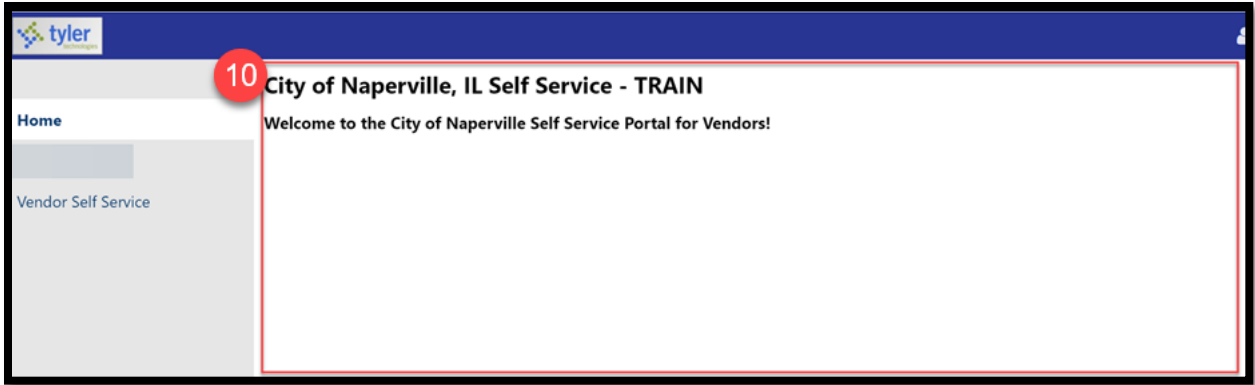 tyler
technologies
10
City of Naperville, IL Self Service - TRAIN
Welcome to the City of Naperville Self Service Portal for Vendors!
Home
Vendor Self Service